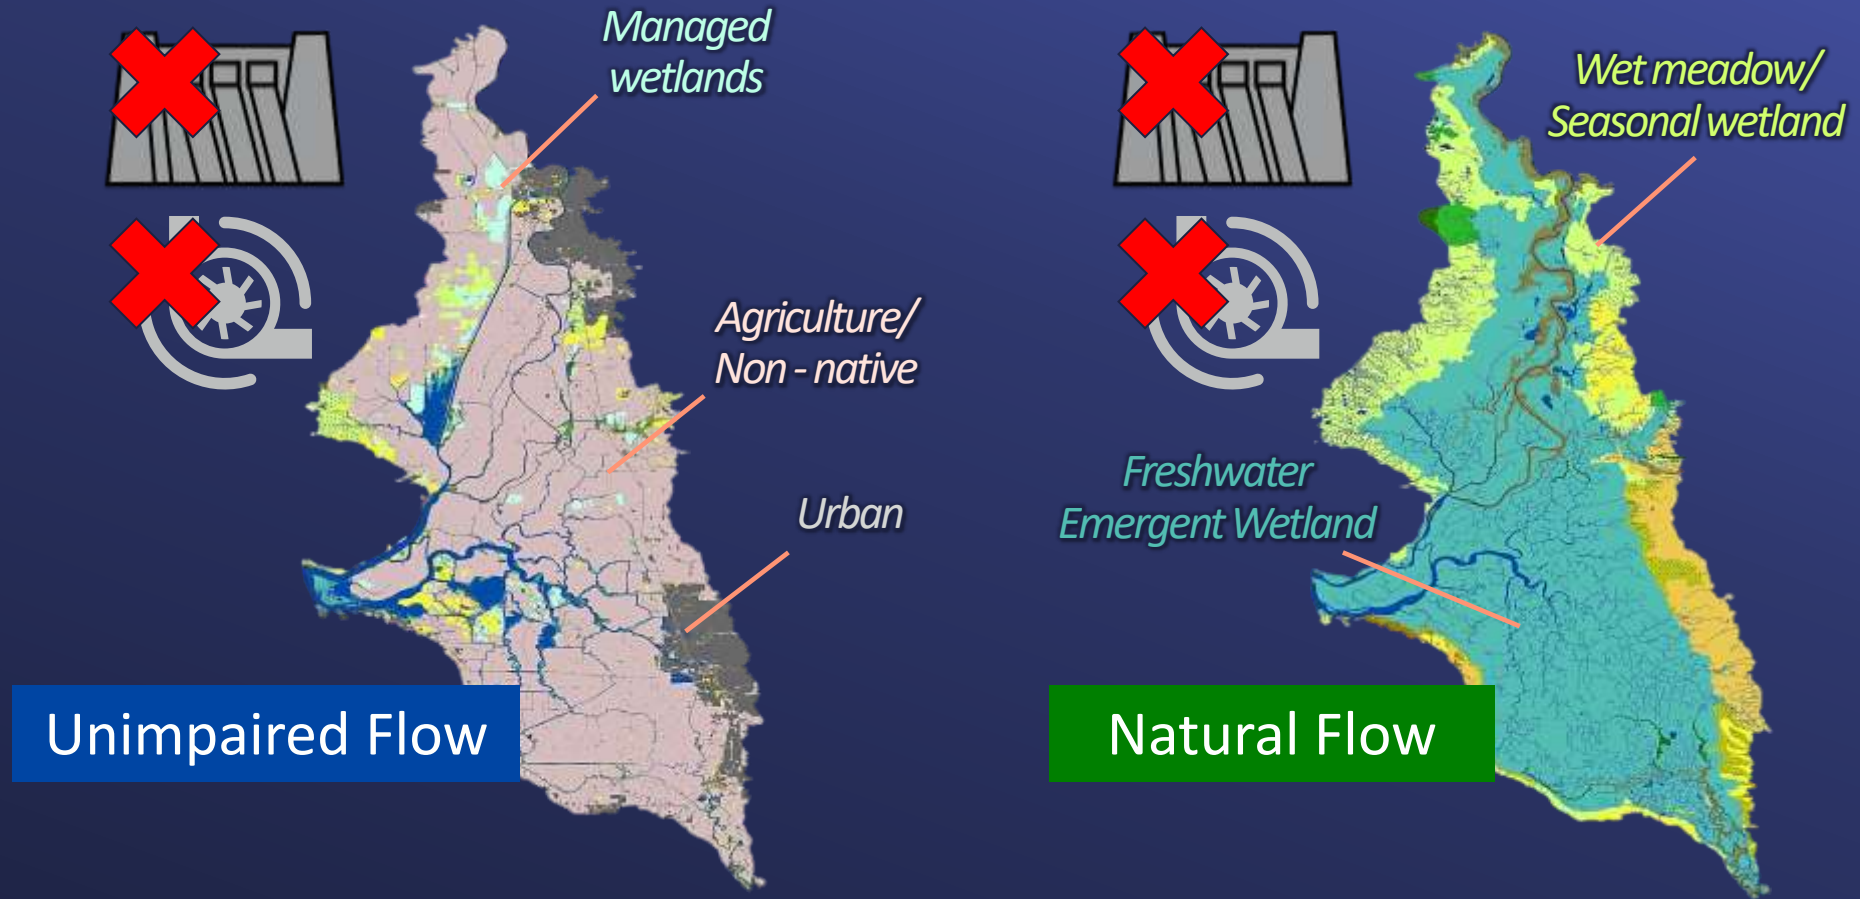 Managed
wetlands
Agriculture/
Non - native
Urban
Unimpaired Flow
Wet meadow/
Seasonal wetland
Freshwater
Emergent Wetland
Natural Flow